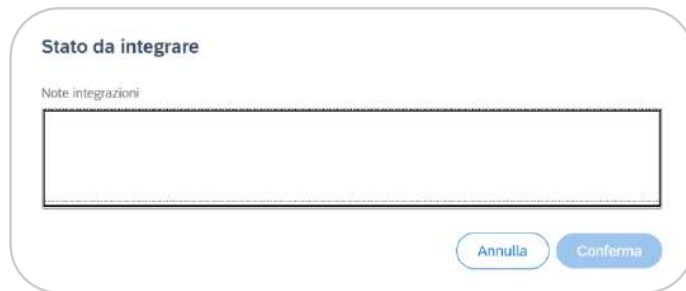 Stato da integrare
Note integrazioni
Annulla Conferma